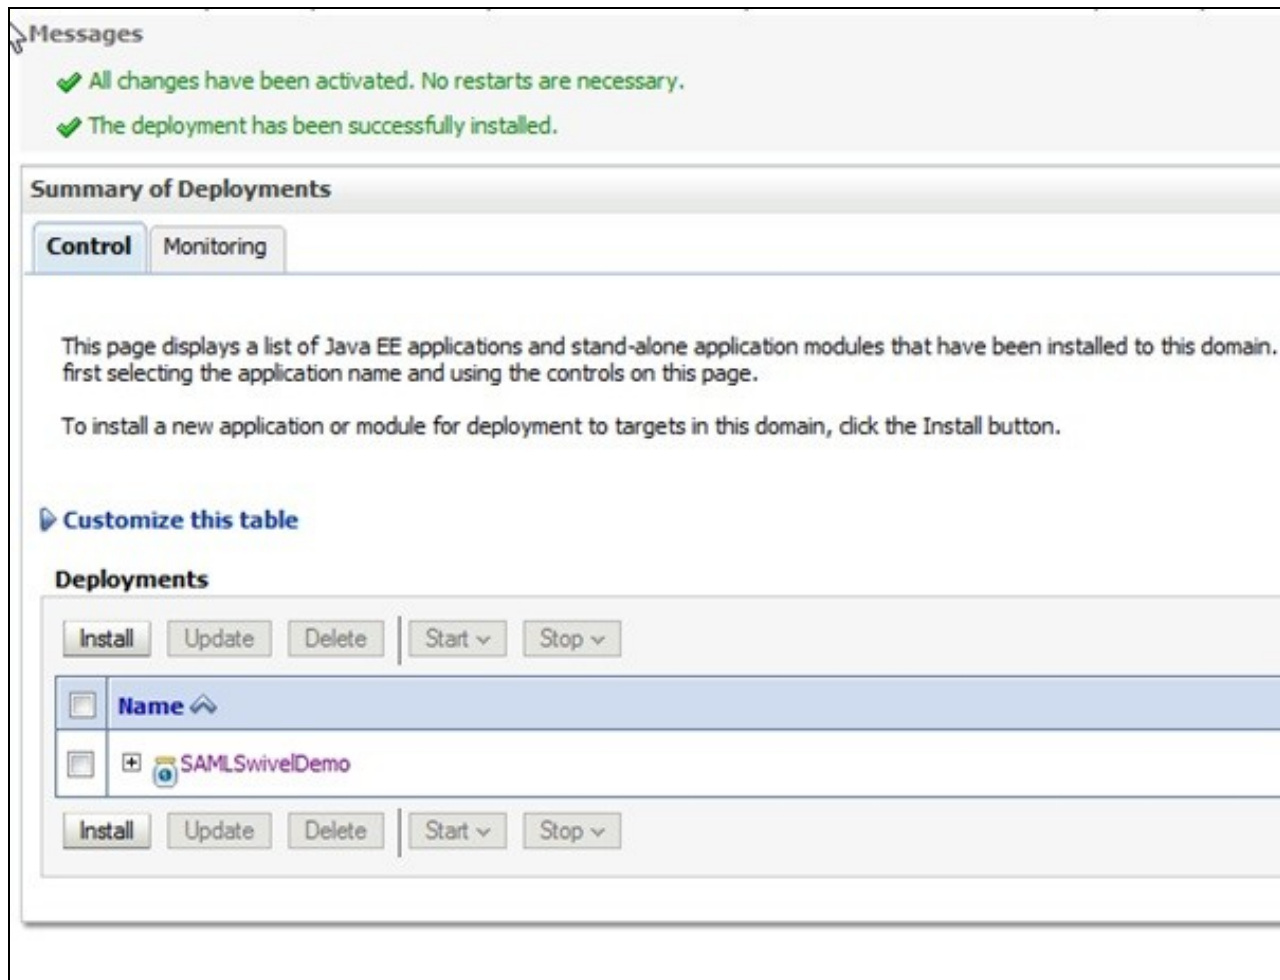 Messages
All changes have been activated. No restarts are necessary.
The deployment has been successfully installed.
Summary of Deployments
Control Monitoring
This page displays a list of Java EE applications and stand-alone application modules that have been installed to this domain.
first selecting the application name and using the controls on this page.
To install a new application or module for deployment to targets in this domain, click the Install button.
Customize this table
Deployments
Install Update Delete Start Stop
Name
SAMLSwivelDemo
Install Update Delete Start Stop